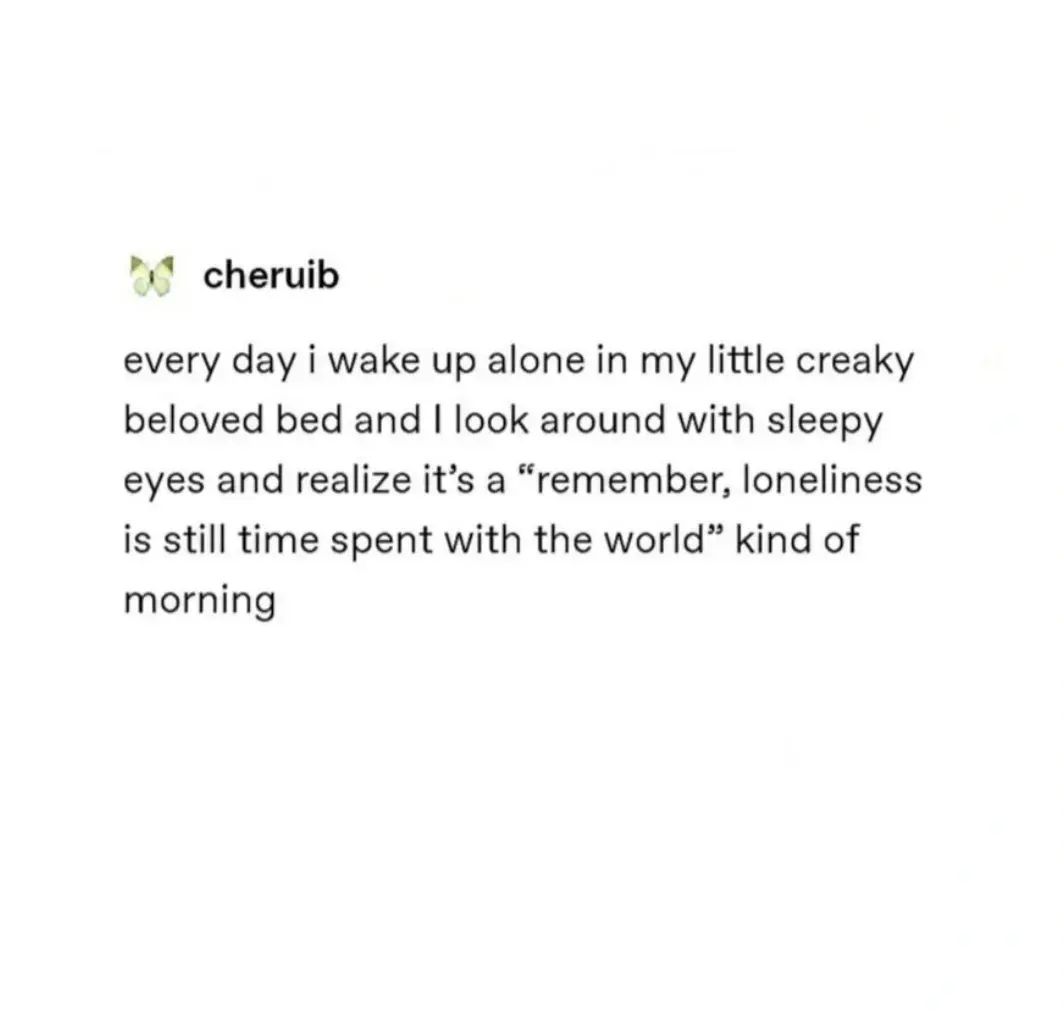 cheruib
every day i wake up alone in my little creaky
beloved bed and I look around with sleepy
eyes and realize it's a “remember, loneliness
is still time spent with the world” kind of
morning